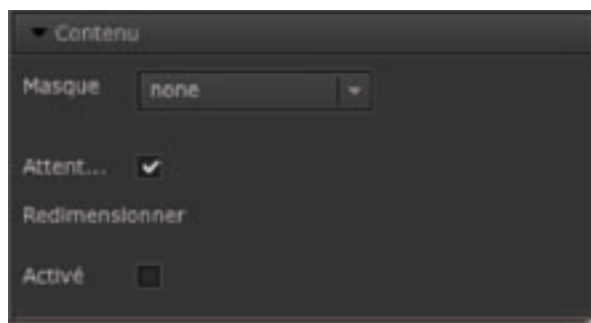 Contenu
Masque none
Attent...
Redimensionner
Activé